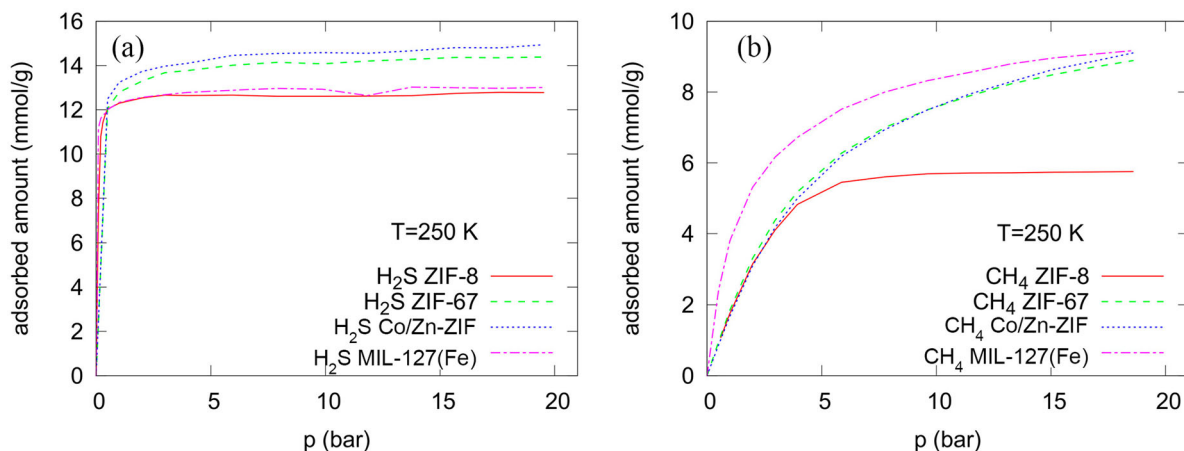 (a)
adsorbed amount (mmol/g)
16
14
12
10
8
6
4
2
0
T=250 K
H₂S ZIF-8
H₂S ZIF-67
H₂S Co/Zn-ZIF
H₂S MIL-127(Fe)
0 5 10 15 20
p (bar)
(b)
adsorbed amount (mmol/g)
10
8
6
4
2
0
T=250 K
CH₄ ZIF-8
CH₄ ZIF-67
CH₄ Co/Zn-ZIF
CH₄ MIL-127(Fe)
0 5 10 15 20
p (bar)